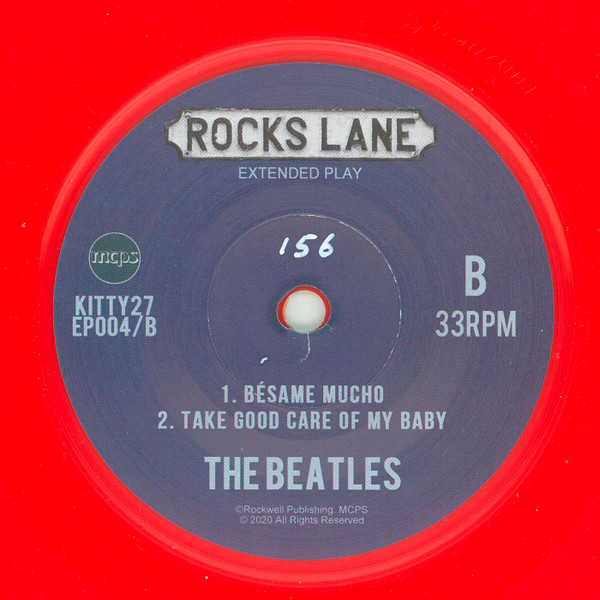 ROCKS LANE
EXTENDED PLAY
156
mcps
B
KITTY27
EP004/B
33RPM
1. BÉSAME MUCHO
2. TAKE GOOD CARE OF MY BABY
THE BEATLES
©Rockwell Publishing. MCPS
© 2020 All Rights Reserved